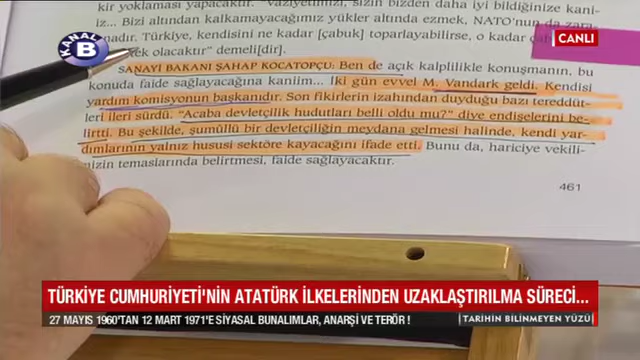 kir yoklaması yapacaktır. "Vaziyetimizi, sizin bizden daha iyi bildiğinize kani-
iz... Bizi altından kalkamayacağımız yükler altında ezmek, NATO'nun da zara-
nadır. Türkiye, kendisini ne kadar [çabuk] toparlayabilirse, o kadar
olacaktır" demeli[dir].
SANAYİ BAKANI ŞAHAP KOCATOPÇU: Ben de açık kalplilikle konuşmanın, bu
konuda faide sağlayacağına kaniim... İki gün evvel M. Vandark geldi. Kendisi
yardım komisyonun başkanıdır. Son fikirlerin izahından duyduğu bazı tereddüt-
leri ileri sürdü. "Acaba devletçilik hudutları belli oldu mu?" diye endişelerini be-
lirtti. Bu şekilde, şumüllü bir devletçiliğin meydana gelmesi halinde, kendi yar-
dımlarının yalnız hususi sektöre kayacağını ifade etti. Bunu da, hariciye vekili-
mizin temaslarında belirtmesi, faide sağlayacaktır.
461
KANAL B
CANLI
TÜRKİYE CUMHURİYETİ'NİN ATATÜRK İLKELERİNDEN UZAKLAŞTIRILMA SÜRECİ...
27 MAYIS 1960'TAN 12 MART 1971'E SİYASAL BUNALIMLAR, ANARŞİ VE TERÖR !
TARİHİN BİLİNMEYEN YÜZÜ